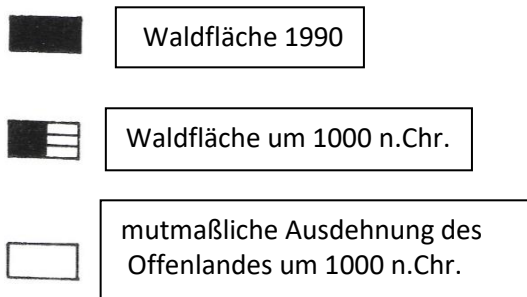 Waldfläche 1990
Waldfläche um 1000 n.Chr.
mutmaßliche Ausdehnung des
Offenlandes um 1000 n.Chr.